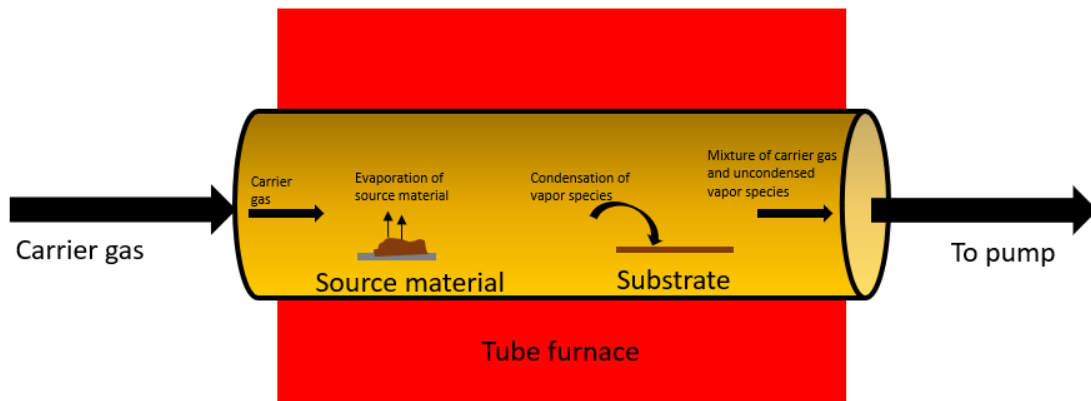 Carrier gas
Carrier
gas
Evaporation of
source material
Source material
Condensation of
vapor species
Substrate
Mixture of carrier gas
and uncondensed
vapor species
To pump
Tube furnace